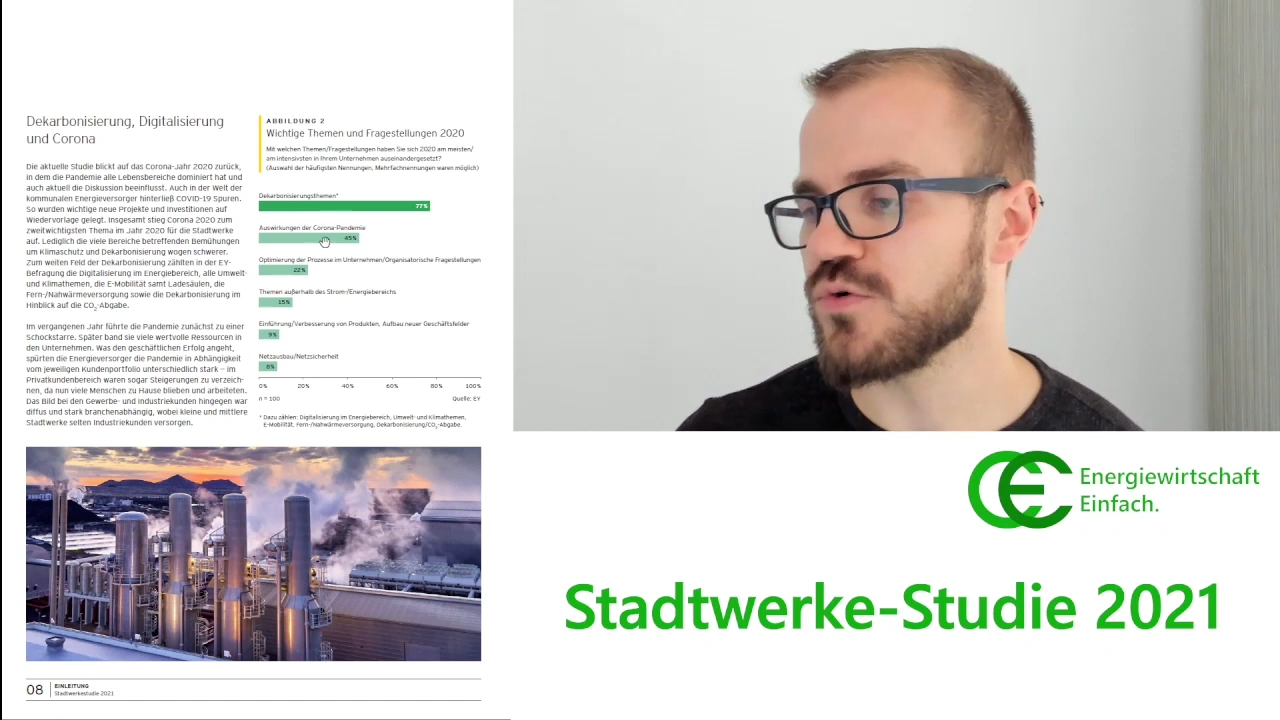 Dekarbonisierung, Digitalisierung
und Corona
Die aktuelle Studie blickt auf das Corona-Jahr 2020 zurück,
in dem die Pandemie alle Lebensbereiche dominiert hat und
auch aktuell die Diskussion beeinflusst. Auch in der Welt der
kommunalen Energieversorger hinterließ COVID-19 Spuren.
So wurden wichtige neue Projekte und Investitionen auf
Wiedervorlage gelegt. Insgesamt stieg Corona 2020 zum
zweitwichtigsten Thema im Jahr 2020 für die Stadtwerke
auf. Lediglich die viele Bereiche betreffenden Bemühungen
um Klimaschutz und Dekarbonisierung wogen schwerer.
Zum weiten Feld der Dekarbonisierung zählten in der EY-
Befragung die Digitalisierung im Energiebereich, alle Umwelt-
und Klimathemen, die E-Mobilität samt Ladesäulen, die
Fern-/Nahwärmeversorgung sowie die Dekarbonisierung im
Hinblick auf die CO2-Abgabe.
Im vergangenen Jahr führte die Pandemie zunächst zu einer
Schockstarre. Später band sie viele wertvolle Ressourcen in
den Unternehmen. Was den geschäftlichen Erfolg angeht,
spürten die Energieversorger die Pandemie in Abhängigkeit
vom jeweiligen Kundenportfolio unterschiedlich stark – im
Privatkundenbereich waren sogar Steigerungen zu verzeich-
nen, da nun viele Menschen zu Hause blieben und arbeiteten.
Das Bild bei den Gewerbe- und Industriekunden hingegen war
diffus und stark branchenabhängig, wobei kleine und mittlere
Stadtwerke selten Industriekunden versorgen.
ABBILDUNG 2
Wichtige Themen und Fragestellungen 2020
Mit welchen Themen/Fragestellungen haben Sie sich 2020 am meisten/
am intensivsten in Ihrem Unternehmen auseinandergesetzt?
(Auswahl der häufigsten Nennungen, Mehrfachnennungen waren möglich)
Dekarbonisierungsthemen*
77%
Auswirkungen der Corona-Pandemie
45%
Optimierung der Prozesse im Unternehmen/Organisatorische Fragestellungen
22%
Themen außerhalb des Strom-/Energiebereichs
15%
Einführung/Verbesserung von Produkten, Aufbau neuer Geschäftsfelder
9%
Netzausbau/Netzsicherheit
8%
0% 20% 40% 60% 80% 100%
n = 100 Quelle: EY
* Dazu zählen: Digitalisierung im Energiebereich, Umwelt- und Klimathemen,
E-Mobilität, Fern-/Nahwärmeversorgung, Dekarbonisierung/CO2-Abgabe.
08 EINLEITUNG
Stadtwerkestudie 2021
Energiewirtschaft
Einfach.
Stadtwerke-Studie 2021